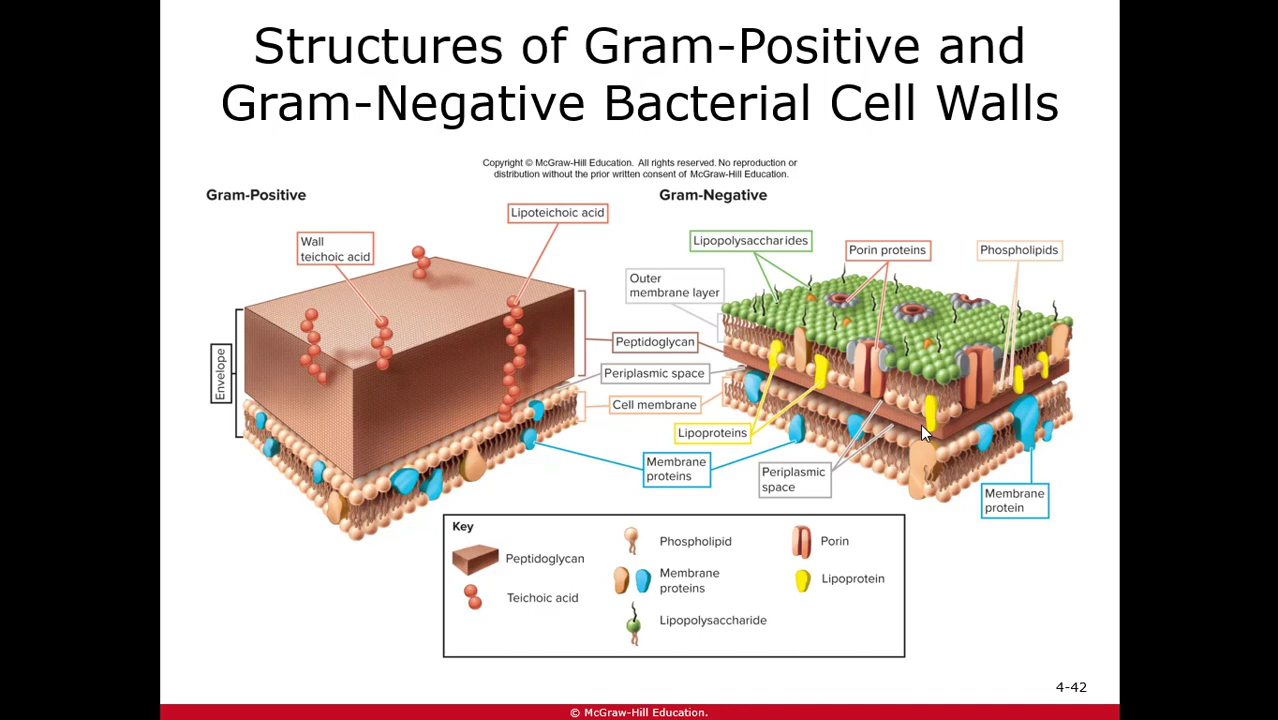 Structures of Gram-Positive and
Gram-Negative Bacterial Cell Walls
Copyright © McGraw-Hill Education. All rights reserved. No reproduction or
distribution without the prior written consent of McGraw-Hill Education.
Gram-Positive
Gram-Negative
Lipoteichoic acid
Wall
teichoic acid
Envelope
Lipopolysaccharides
Porin proteins
Phospholipids
Outer
membrane layer
Peptidoglycan
Periplasmic space
Cell membrane
Lipoproteins
Membrane
proteins
Periplasmic
space
Membrane
protein
Key
Peptidoglycan
Teichoic acid
Phospholipid
Membrane
proteins
Lipopolysaccharide
Porin
Lipoprotein
4-42
© McGraw-Hill Education.